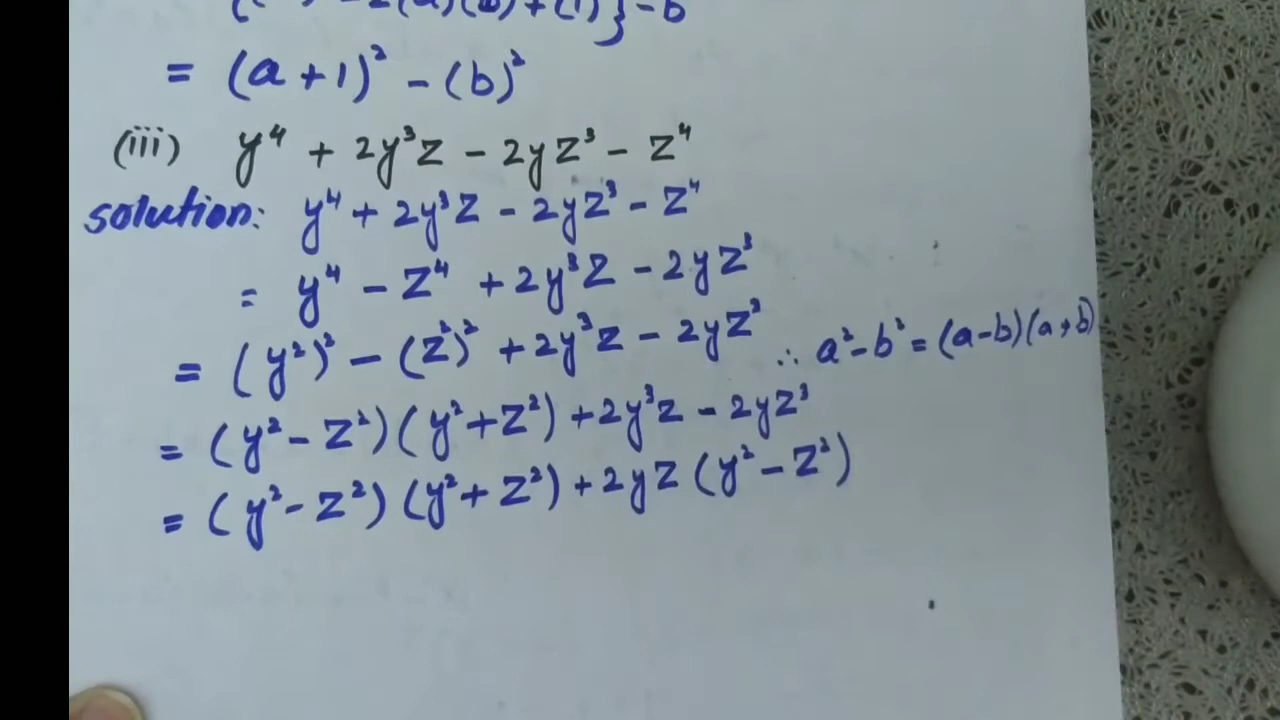 -2(a)(b)+(1)}-b
= (a+1)² - (b)²
(iii) y⁴ + 2y³z - 2yz³ - z⁴
solution: y⁴ + 2y³z - 2yz³ - z⁴
= y⁴ - z⁴ + 2y³z - 2yz³
= (y²)² - (z²)² + 2y³z - 2yz³ ∴ a²-b²=(a-b)(a+b)
= (y² - z²)(y²+z²) + 2y³z - 2yz³
= (y² - z²)(y²+z²) + 2yz(y² - z²)